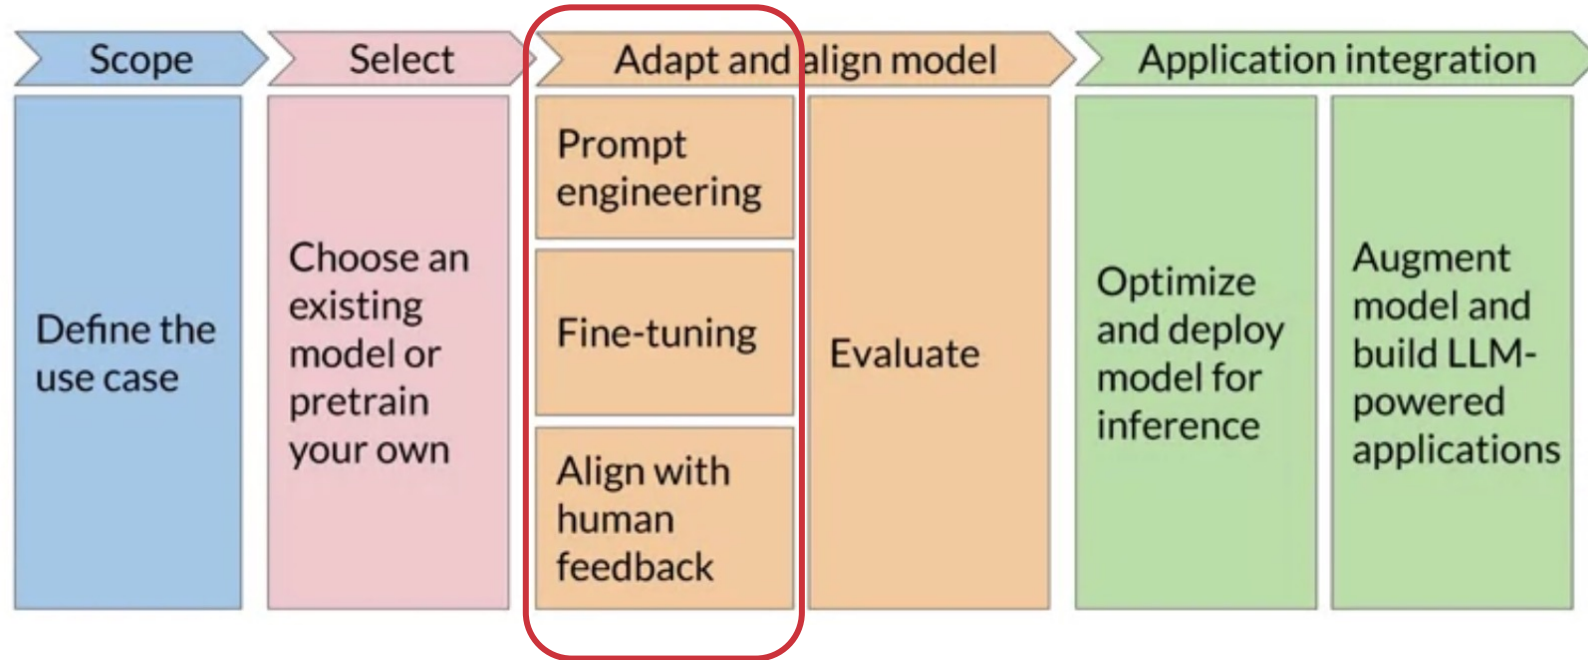 Scope
Select
Adapt and align model
Application integration
Define the
use case
Choose an
existing
model or
pretrain
your own
Prompt
engineering
Fine-tuning
Align with
human
feedback
Evaluate
Optimize
and deploy
model for
inference
Augment
model and
build LLM-
powered
applications